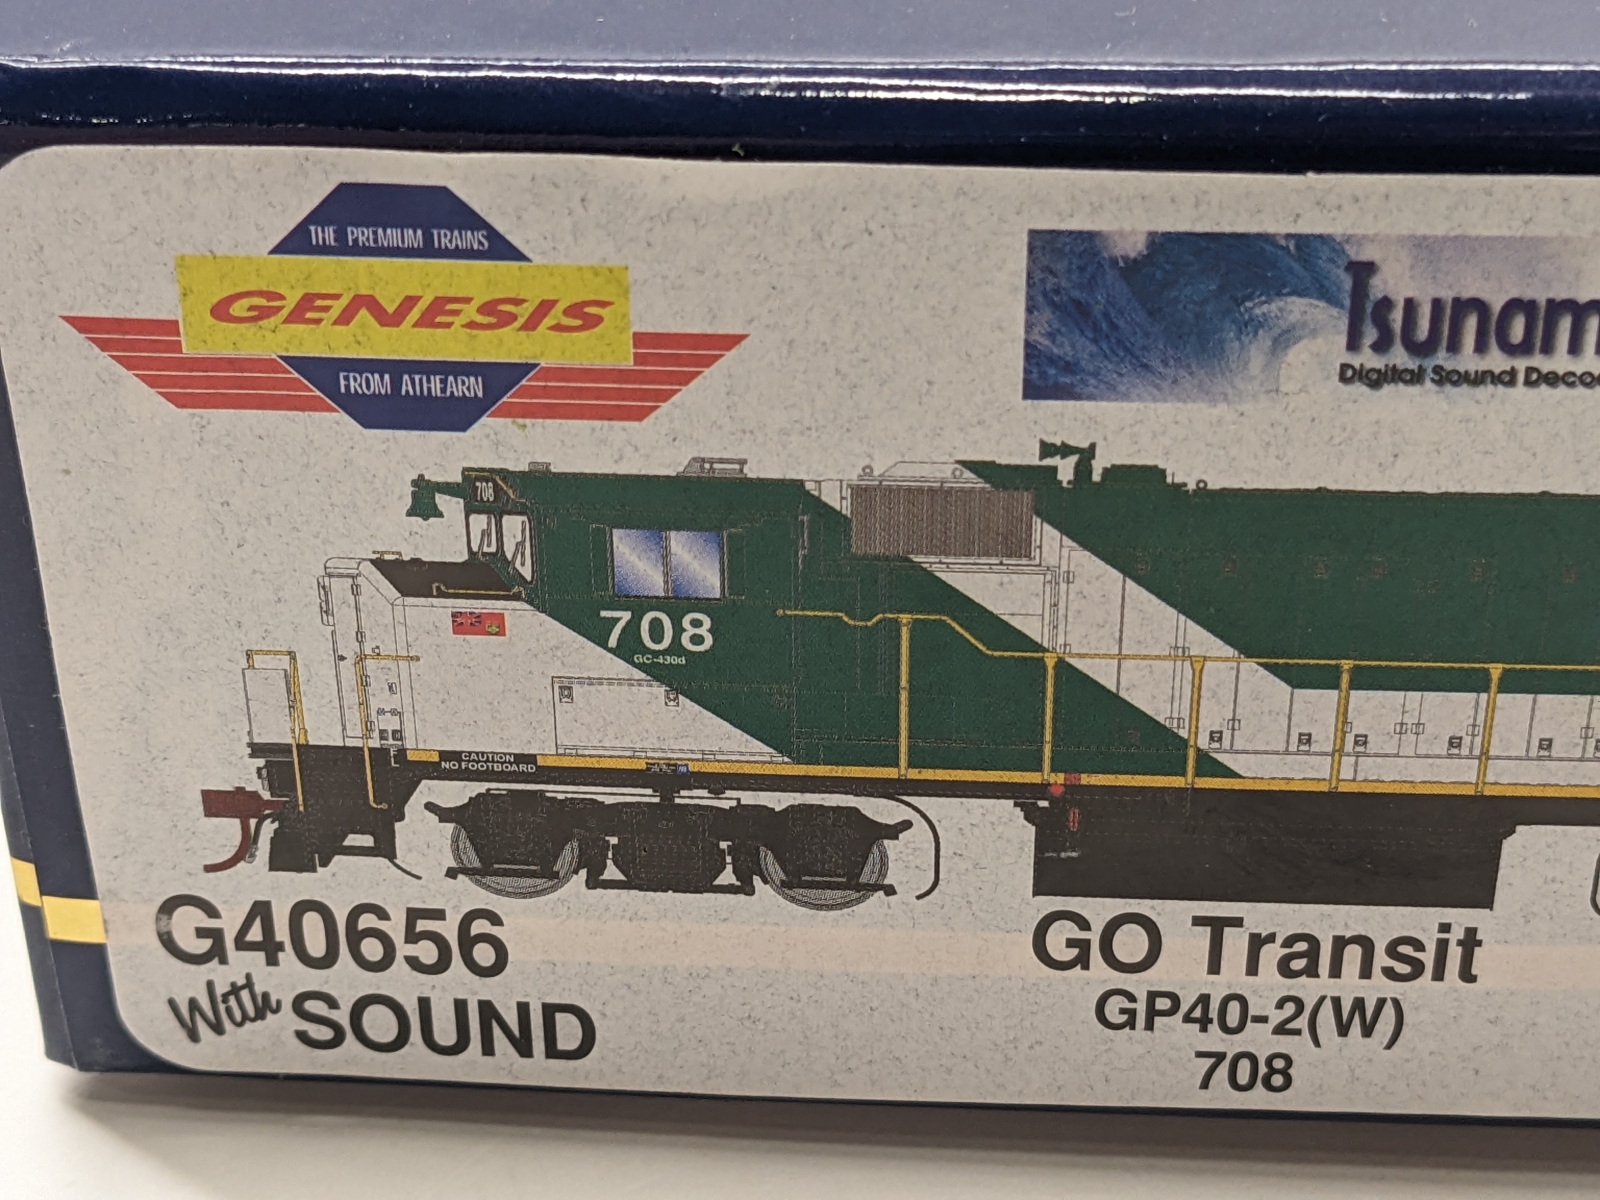 THE PREMIUM TRAINS
GENESIS
FROM ATHEARN
Tsunam
Digital Sound Deco
708
708
GC-430d
CAUTION
NO FOOTBOARD
G40656
With SOUND
GO Transit
GP40-2(W)
708